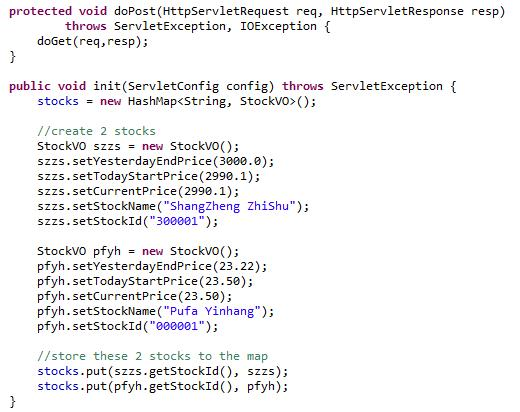 protected void doPost(HttpServletRequest req, HttpServletResponse resp)
        throws ServletException, IOException {
    doGet(req,resp);
}

public void init(ServletConfig config) throws ServletException {
    stocks = new HashMap<String, StockVO>();

    //create 2 stocks
    StockVO szzs = new StockVO();
    szzs.setYesterdayEndPrice(3000.0);
    szzs.setTodayStartPrice(2990.1);
    szzs.setCurrentPrice(2990.1);
    szzs.setStockName("ShangZheng ZhiShu");
    szzs.setStockId("300001");

    StockVO pfyh = new StockVO();
    pfyh.setYesterdayEndPrice(23.22);
    pfyh.setTodayStartPrice(23.50);
    pfyh.setCurrentPrice(23.50);
    pfyh.setStockName("Pufa Yinhang");
    pfyh.setStockId("000001");

    //store these 2 stocks to the map
    stocks.put(szzs.getStockId(), szzs);
    stocks.put(pfyh.getStockId(), pfyh);
}